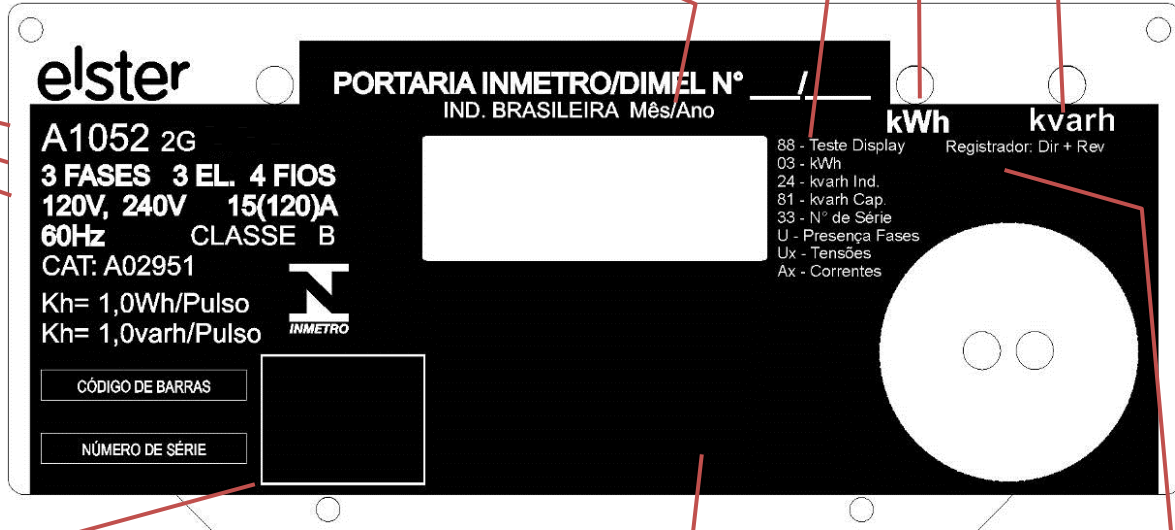 elster
PORTARIA INMETRO/DIMEL N° ___/____
IND. BRASILEIRA Mês/Ano
kWh
kvarh
Registrador: Dir + Rev
A1052 2G
3 FASES 3 EL. 4 FIOS
120V, 240V 15(120)A
60Hz CLASSE B
CAT: A02951
Kh= 1,0Wh/Pulso
Kh= 1,0varh/Pulso
INMETRO
CÓDIGO DE BARRAS
NÚMERO DE SÉRIE
88 - Teste Display
03 - kWh
24 - kvarh Ind.
81 - kvarh Cap.
33 - N° de Série
U - Presença Fases
Ux - Tensões
Ax - Correntes